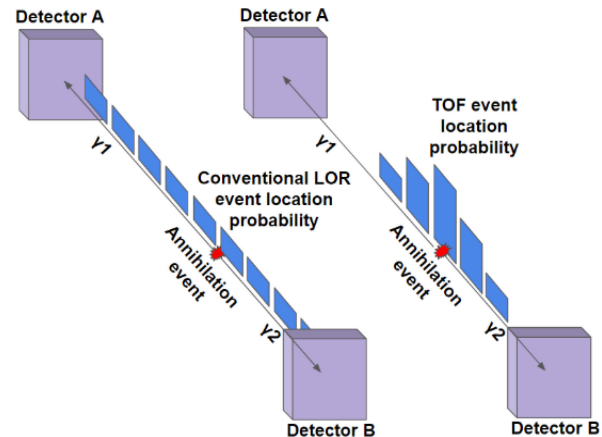 Detector A
γ1
Conventional LOR
event location
probability
Annihilation
event
γ2
Detector B
Detector A
γ1
TOF event
location
probability
Annihilation
event
γ2
Detector B